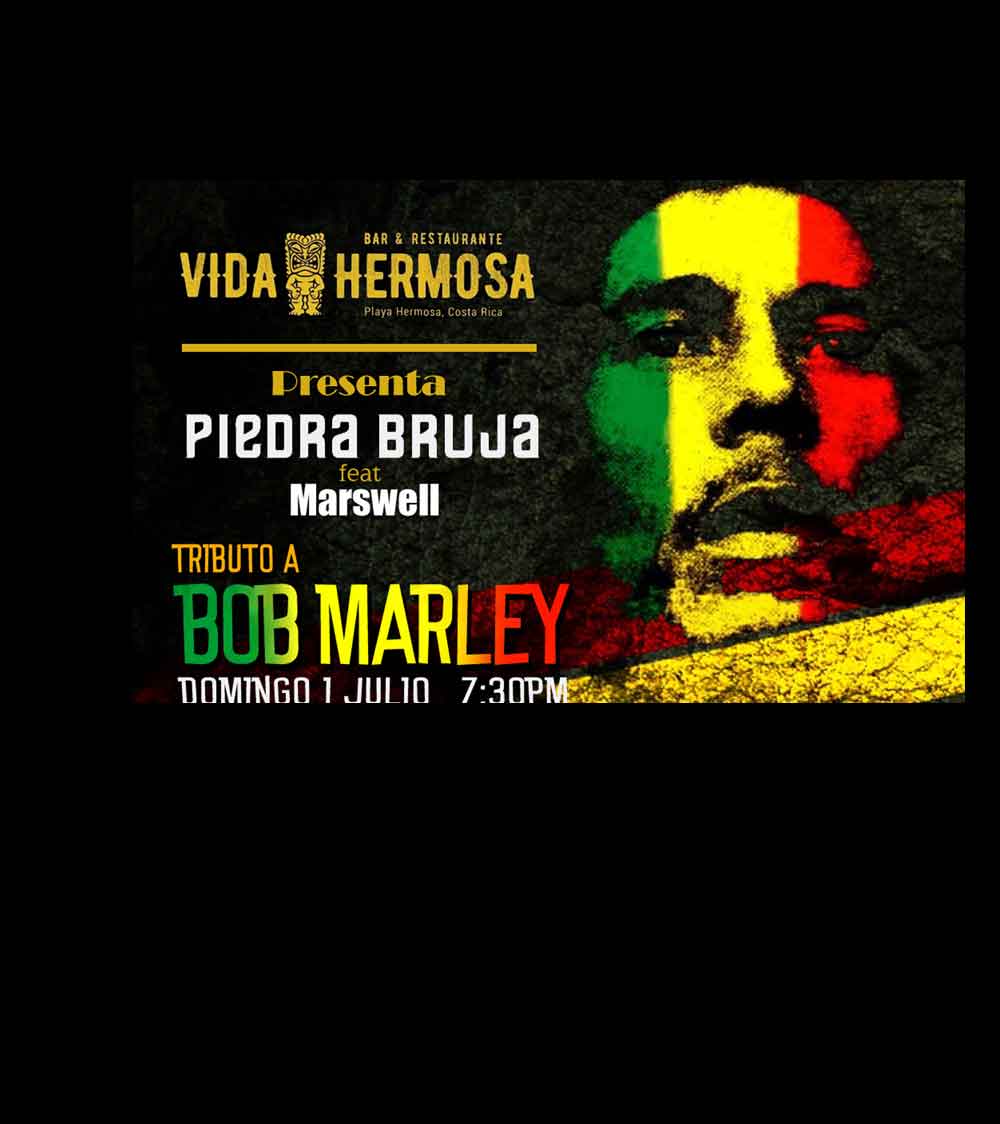 BAR & RESTAURANTE
VIDA HERMOSA
Playa Hermosa, Costa Rica
Presenta
PIEDRA BRUJA
feat
Marswell
TRIBUTO A
BOB MARLEY
DOMINGO 1 JULIO 7:30PM